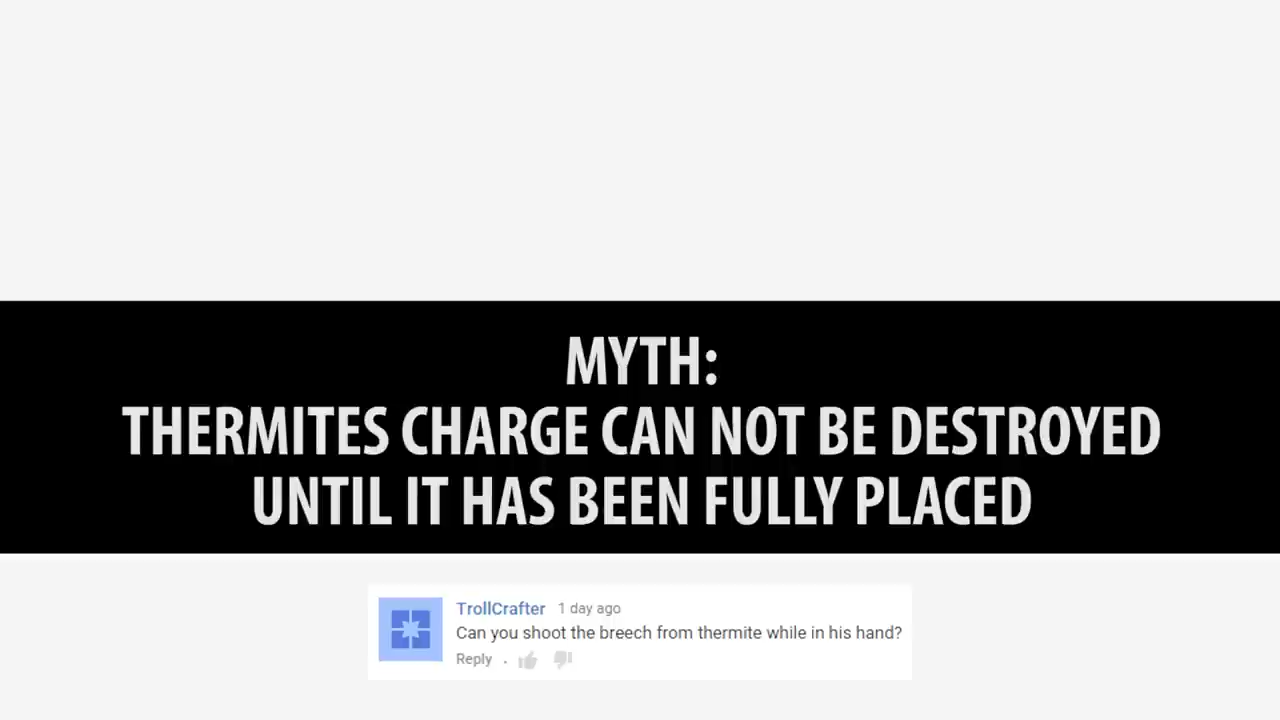 MYTH:
THERMITES CHARGE CAN NOT BE DESTROYED
UNTIL IT HAS BEEN FULLY PLACED
TrollCrafter 1 day ago
Can you shoot the breech from thermite while in his hand?
Reply .